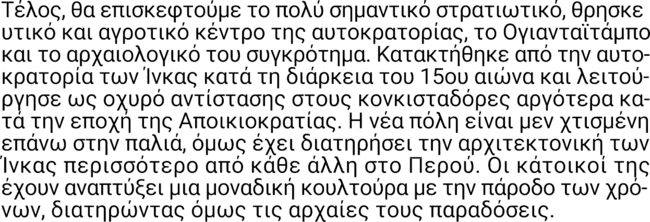 Τέλος, θα επισκεφτούμε το πολύ σημαντικό στρατιωτικό, θρησκε
υτικό και αγροτικό κέντρο της αυτοκρατορίας, το Ογιανταϊτάμπο
και το αρχαιολογικό του συγκρότημα. Κατακτήθηκε από την αυτο-
κρατορία των Ίνκας κατά τη διάρκεια του 15ου αιώνα και λειτού-
ργησε ως οχυρό αντίστασης στους κονκισταδόρες αργότερα κα-
τά την εποχή της Αποικιοκρατίας. Η νέα πόλη είναι μεν χτισμένη
επάνω στην παλιά, όμως έχει διατηρήσει την αρχιτεκτονική των
Ίνκας περισσότερο από κάθε άλλη στο Περού. Οι κάτοικοί της
έχουν αναπτύξει μια μοναδική κουλτούρα με την πάροδο των χρό-
νων, διατηρώντας όμως τις αρχαίες τους παραδόσεις.